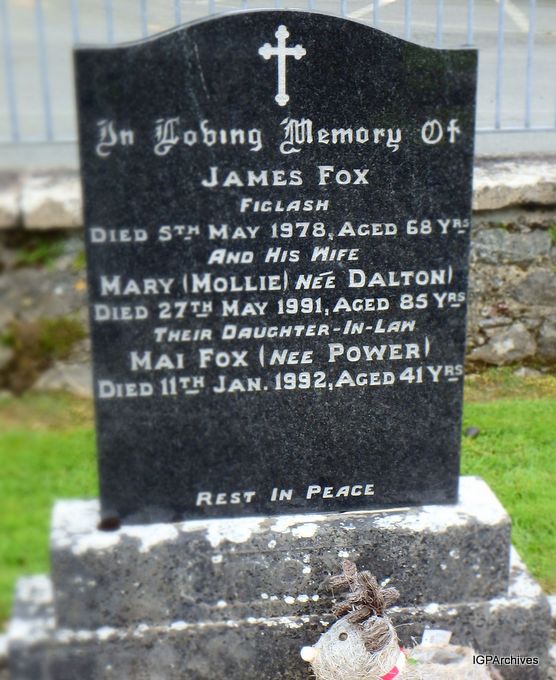 In Loving Memory Of
JAMES FOX
FIGLASH
DIED 5TH MAY 1978, AGED 68 YRS
AND HIS WIFE
MARY (MOLLIE) NÉE DALTON)
DIED 27TH MAY 1991, AGED 85 YRS
THEIR DAUGHTER-IN-LAW
MAI FOX (NEE POWER)
DIED 11TH JAN. 1992, AGED 41 YRS
REST IN PEACE
IGPArchives